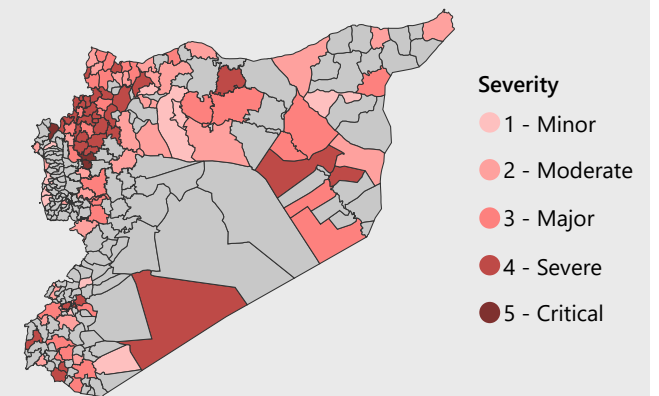 Severity
1 - Minor
2 - Moderate
3 - Major
4 - Severe
5 - Critical